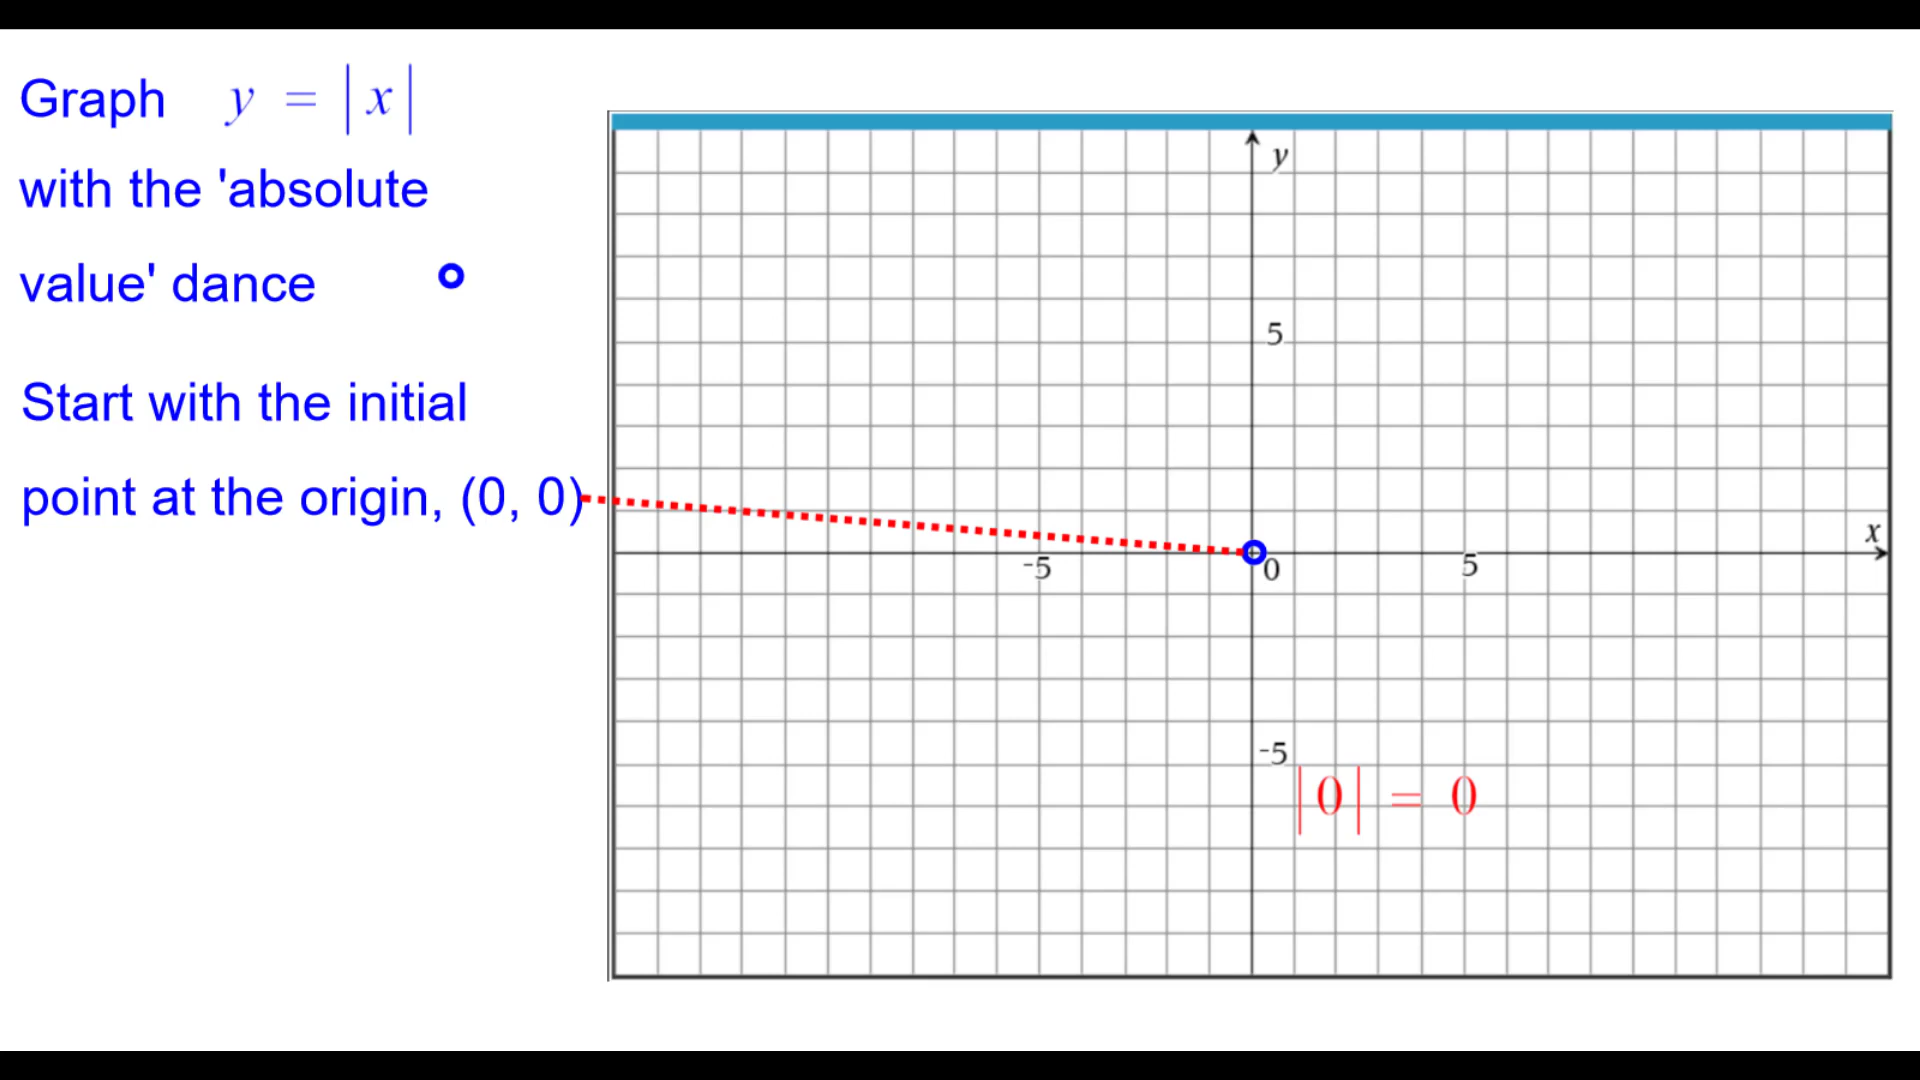 Graph y = |x|
with the 'absolute
value' dance
Start with the initial
point at the origin, (0, 0)
y
5
x
-5 0 5
-5
|0| = 0